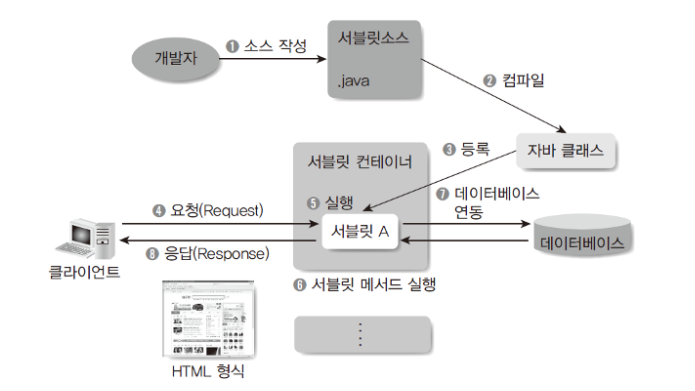 개발자
❶ 소스 작성
서블릿소스
.java
❷ 컴파일
자바 클래스
❸ 등록
서블릿 컨테이너
❹ 요청(Request)
❺ 실행
서블릿 A
❼ 데이터베이스
연동
데이터베이스
❽ 응답(Response)
클라이언트
❻ 서블릿 메서드 실행
HTML 형식